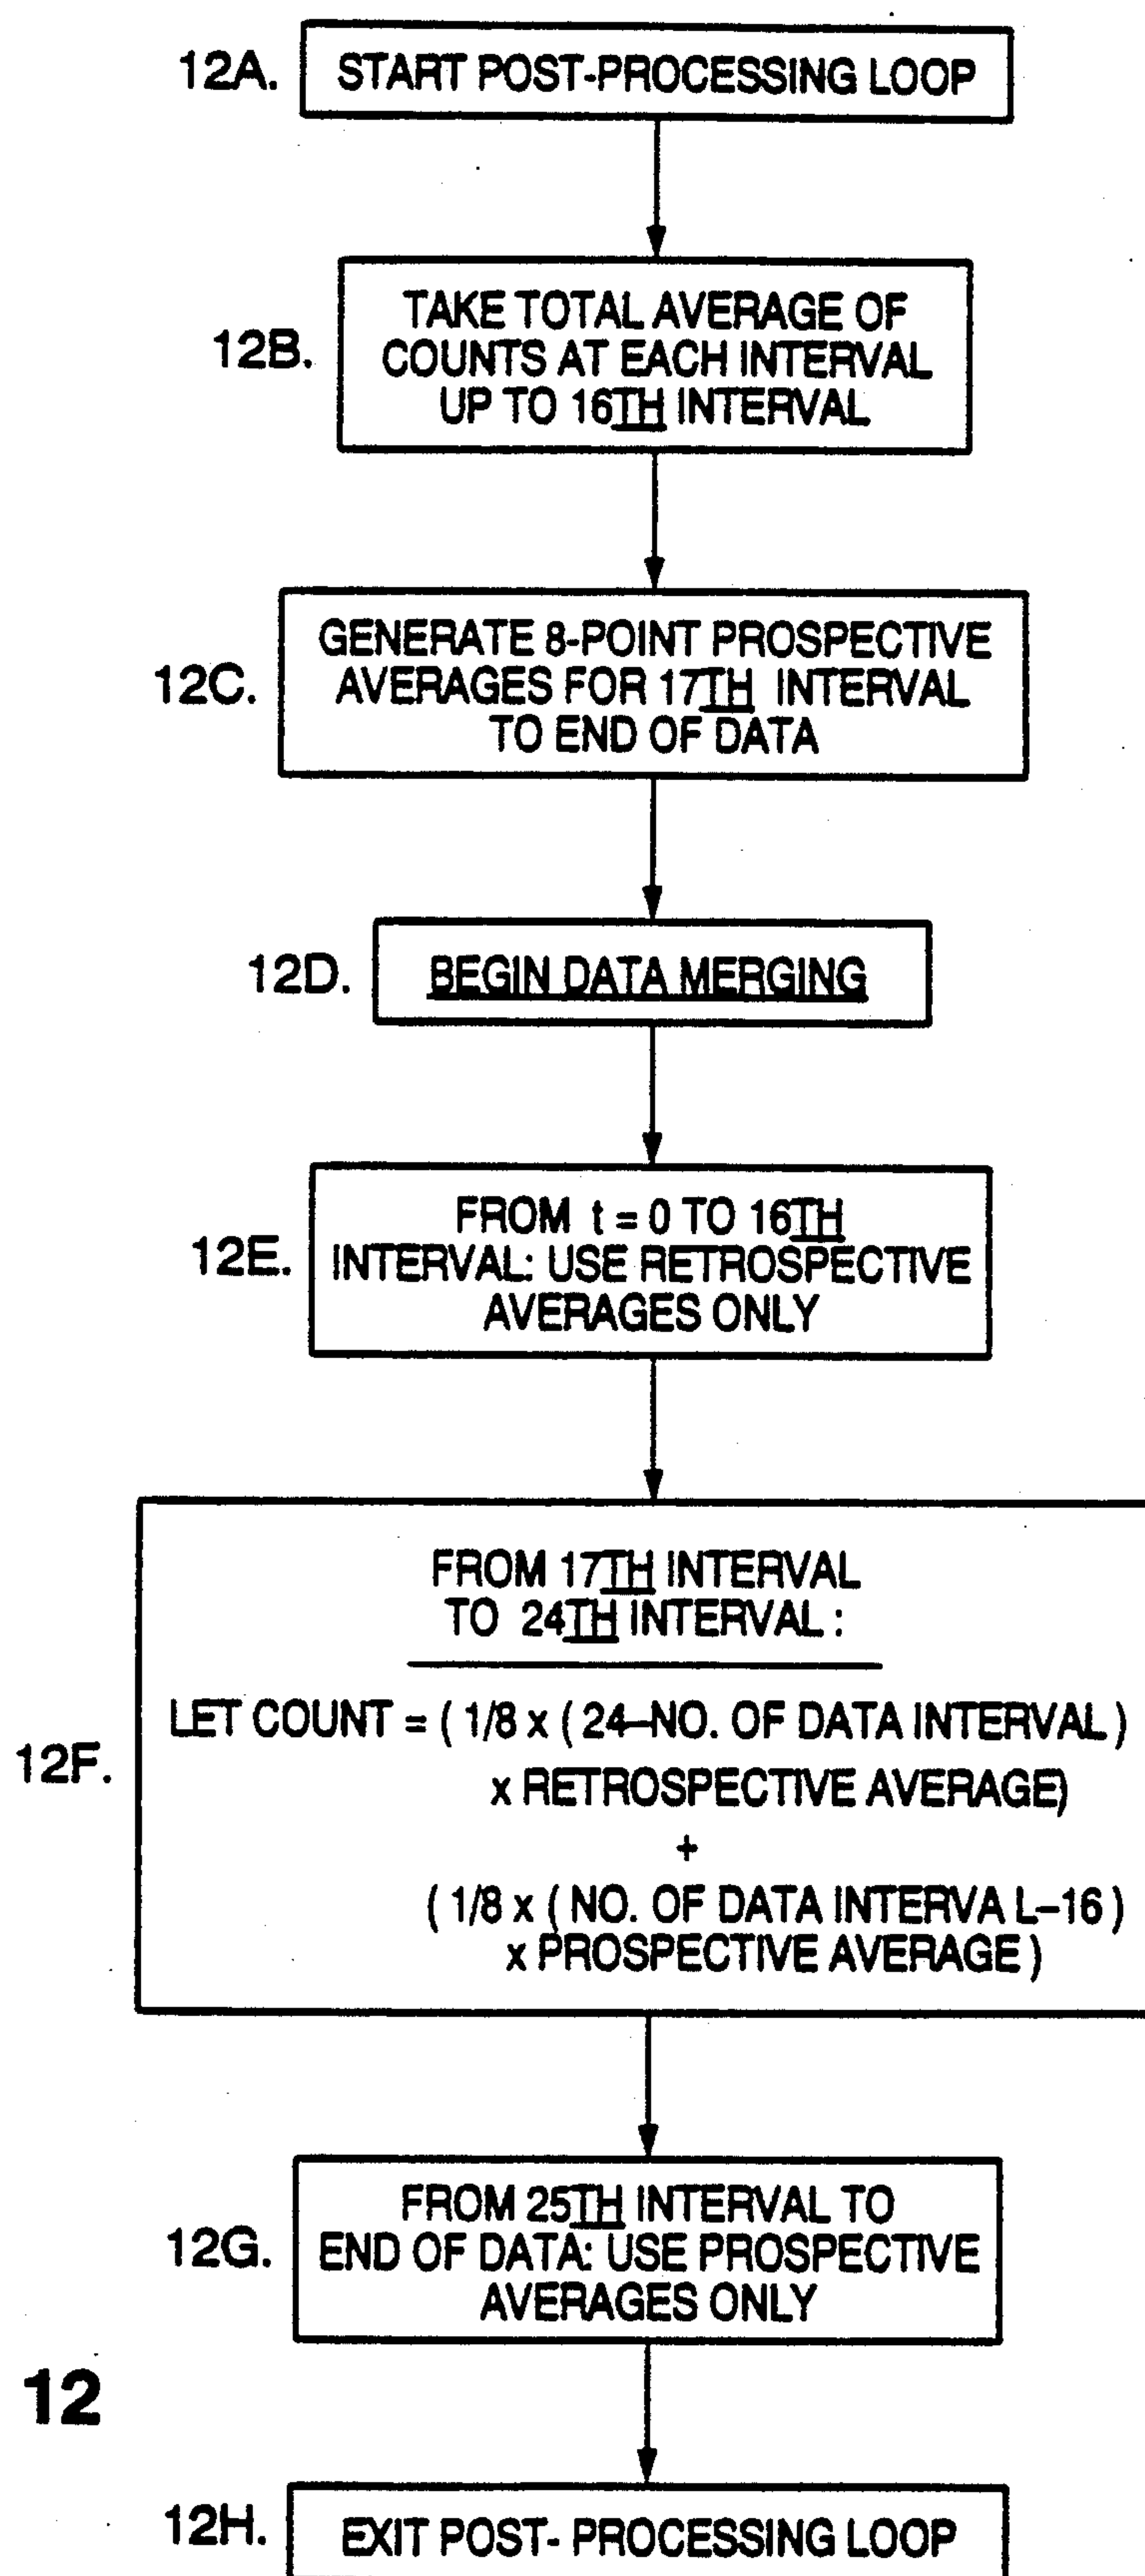 12A. START POST-PROCESSING LOOP
12B. TAKE TOTAL AVERAGE OF
COUNTS AT EACH INTERVAL
UP TO 16TH INTERVAL
12C. GENERATE 8-POINT PROSPECTIVE
AVERAGES FOR 17TH INTERVAL
TO END OF DATA
12D. BEGIN DATA MERGING
12E. FROM t = 0 TO 16TH
INTERVAL: USE RETROSPECTIVE
AVERAGES ONLY
12F. FROM 17TH INTERVAL
TO 24TH INTERVAL :
LET COUNT = ( 1/8 x ( 24–NO. OF DATA INTERVAL )
x RETROSPECTIVE AVERAGE)
+
( 1/8 x ( NO. OF DATA INTERVA L–16 )
x PROSPECTIVE AVERAGE )
12G. FROM 25TH INTERVAL TO
END OF DATA: USE PROSPECTIVE
AVERAGES ONLY
12
12H. EXIT POST- PROCESSING LOOP